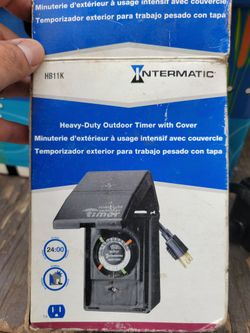 Minuterie d'extérieur à usage intensif avec couvercle
Temporizador exterior para trabajo pesado con tapa
HB11K
INTERMATIC®
Heavy-Duty Outdoor Timer with Cover
Minuterie d'extérieur à usage intensif avec couvercle
Temporizador exterior para trabajo pesado con tapa
timer
24:00